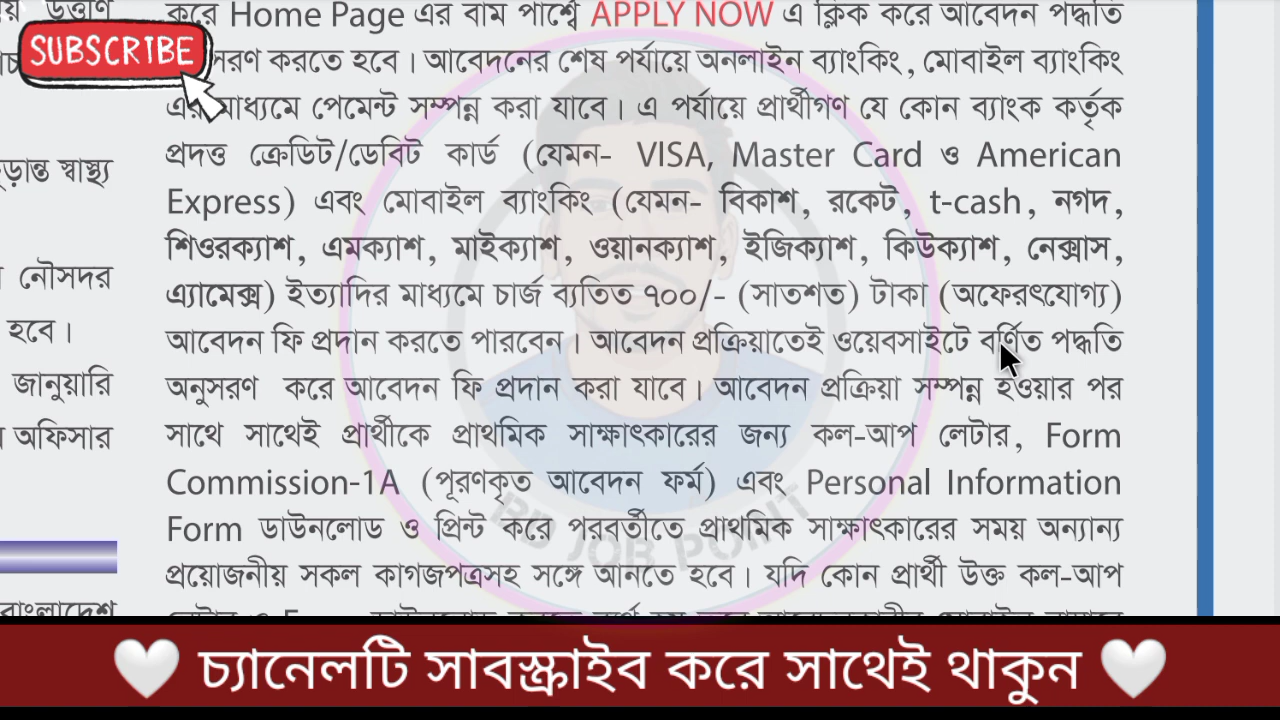 করে Home Page এর বাম পার্শ্বে APPLY NOW এ ক্লিক করে আবেদন পদ্ধতি
SUBSCRIBE
করতে হবে। আবেদনের শেষ পর্যায়ে অনলাইন ব্যাংকিং, মোবাইল ব্যাংকিং
এর মাধ্যমে পেমেন্ট সম্পন্ন করা যাবে। এ পর্যায়ে প্রার্থীগণ যে কোন ব্যাংক কর্তৃক
প্রদত্ত ক্রেডিট/ডেবিট কার্ড (যেমন- VISA, Master Card ও American
Express) এবং মোবাইল ব্যাংকিং (যেমন- বিকাশ, রকেট, t-cash, নগদ,
শিওরক্যাশ, এমক্যাশ, মাইক্যাশ, ওয়ানক্যাশ, ইজিক্যাশ, কিউক্যাশ, নেক্সাস,
এ্যামেক্স) ইত্যাদির মাধ্যমে চার্জ ব্যতিত ৭০০/- (সাতশত) টাকা (অফেরৎযোগ্য)
আবেদন ফি প্রদান করতে পারবেন। আবেদন প্রক্রিয়াতেই ওয়েবসাইটে বর্ণিত পদ্ধতি
অনুসরণ করে আবেদন ফি প্রদান করা যাবে। আবেদন প্রক্রিয়া সম্পন্ন হওয়ার পর
সাথে সাথেই প্রার্থীকে প্রাথমিক সাক্ষাৎকারের জন্য কল-আপ লেটার, Form
Commission-1A (পূরণকৃত আবেদন ফর্ম) এবং Personal Information
Form ডাউনলোড ও প্রিন্ট করে পরবর্তীতে প্রাথমিক সাক্ষাৎকারের সময় অন্যান্য
প্রয়োজনীয় সকল কাগজপত্রসহ সঙ্গে আনতে হবে। যদি কোন প্রার্থী উক্ত কল-আপ
স্বাস্থ্য
নৌসদর
হবে।
জানুয়ারি
অফিসার
বাংলাদেশ
BD JOB POINT
চ্যানেলটি সাবস্ক্রাইব করে সাথেই থাকুন